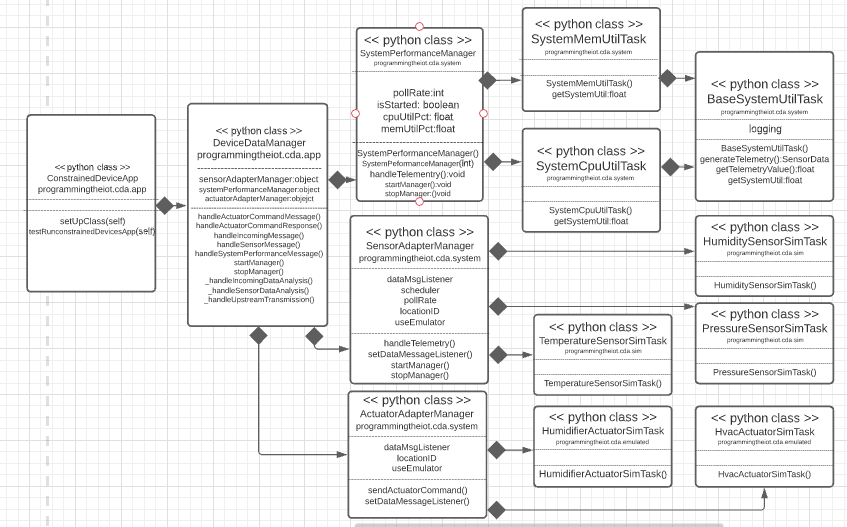 << python class >>
ConstrainedDeviceApp
programmingtheiot.cda.app
setUpClass(self)
testRunconstrainedDevicesApp(self)
<< python class >>
DeviceDataManager
programmingtheiot.cda.app
sensorAdapterManager:object
systemPerformanceManager:object
actuatorAdapterManager:objejct
handleActuatorCommandMessage()
handleActuatorCommandResponse()
handleIncomingMessage()
handleSensorMessage()
handleSystemPerformanceMessage()
startManager()
stopManager()
_handleIncomingDataAnalysis()
_handleSensorDataAnalysis()
_handleUpstreamTransmission()
<< python class >>
SystemPerformanceManager
programmingtheiot.cda.system
pollRate:int
isStarted: boolean
cpuUtilPct: float
memUtilPct:float
SystemPerformanceManager()
SystemPerformaceManager(int)
handleTelementry():void
startManager():void
stopManager:()void
<< python class >>
SensorAdapterManager
programmingtheiot.cda.system
dataMsgListener
scheduler
pollRate
locationID
useEmulator
handleTelemetry()
setDataMessageListener()
startManager()
stopManager()
<< python class >>
ActuatorAdapterManager
programmingtheiot.cda.system
dataMsgListener
locationID
useEmulator
sendActuatorCommand()
setDataMessageListener()
<< python class >>
SystemMemUtilTask
programmingtheiot.cda.system
SystemMemUtilTask()
getSystemUtil:float
<< python class >>
SystemCpuUtilTask
programmingtheiot.cda.system
SystemCpuUtilTask()
getSystemUtil:float
<< python class >>
TemperatureSensorSimTask
programmingtheiot.cda.sim
TemperatureSensorSimTask()
<< python class >>
HumidifierActuatorSimTask
programmingtheiot.cda.emulated
HumidifierActuatorSimTask()
<< python class >>
BaseSystemUtilTask
programmingtheiot.cda.system
logging
BaseSystemUtilTask()
generateTelemetry():SensorData
getTelemetryValue():float
getSystemUtil:float
<< python class >>
HumiditySensorSimTask
programmingtheiot.cda.sim
HumiditySensorSimTask()
<< python class >>
PressureSensorSimTask
programmingtheiot.cda.sim
PressureSensorSimTask()
<< python class >>
HvacActuatorSimTask
programmingtheiot.cda.emulated
HvacActuatorSimTask()